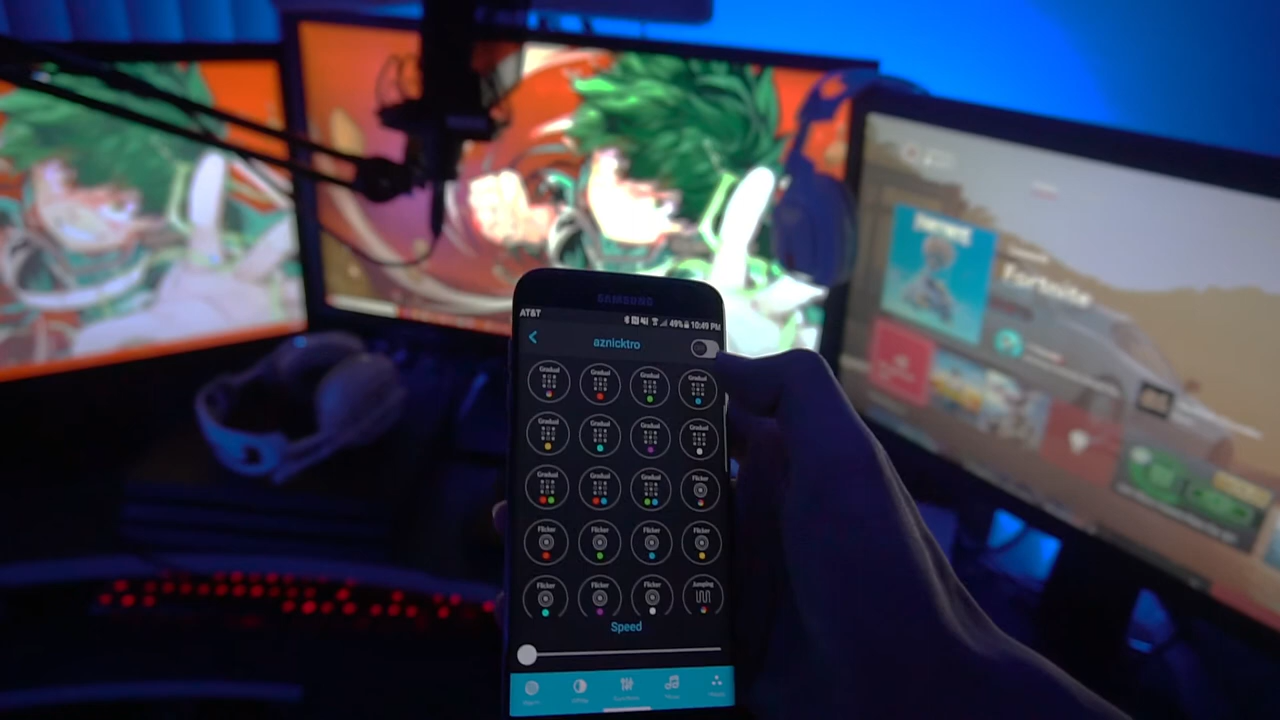 SAMSUNG
AT&T 49% 10:49 PM
aznicktro
Gradual Gradual Gradual Gradual
Gradual Gradual Gradual Gradual
Gradual Gradual Gradual Flicker
Flicker Flicker Flicker Flicker
Flicker Flicker Flicker Jumping
Speed
Fortnite